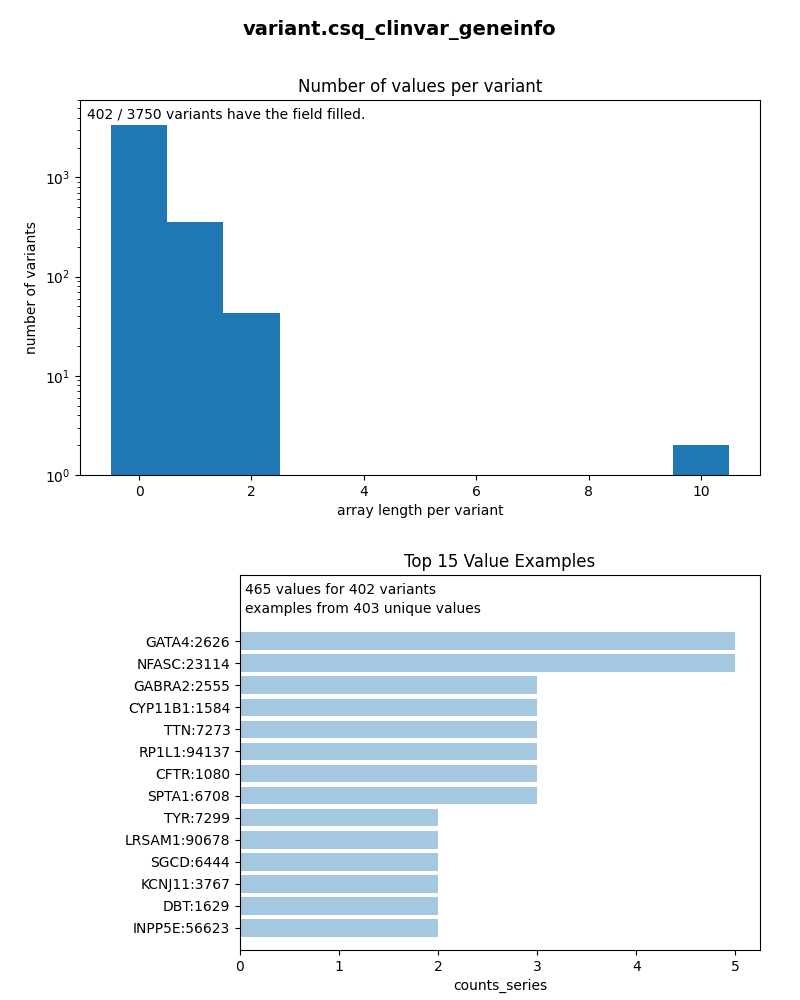 variant.csq_clinvar_geneinfo
Number of values per variant
402 / 3750 variants have the field filled.
10³
10²
10¹
10⁰
number of variants
0 2 4 6 8 10
array length per variant
Top 15 Value Examples
465 values for 402 variants
examples from 403 unique values
GATA4:2626
NFASC:23114
GABRA2:2555
CYP11B1:1584
TTN:7273
RP1L1:94137
CFTR:1080
SPTA1:6708
TYR:7299
LRSAM1:90678
SGCD:6444
KCNJ11:3767
DBT:1629
INPP5E:56623
0 1 2 3 4 5
counts_series